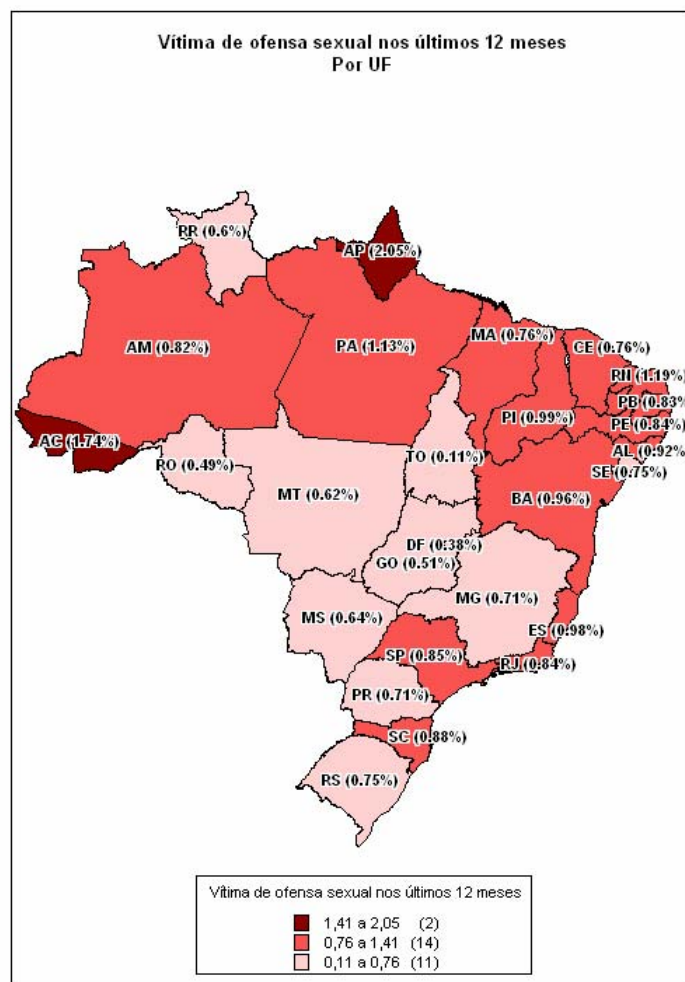 Vítima de ofensa sexual nos últimos 12 meses
Por UF
RR (0.6%)
AP (2.05%)
AM (0.82%)
PA (1.13%)
MA (0.76%)
CE (0.76%)
RN (1.19%)
PB (0.83%)
PI (0.99%)
PE (0.84%)
AC (1.74%)
AL (0.92%)
RO (0.49%)
TO (0.11%)
SE (0.75%)
MT (0.62%)
BA (0.96%)
DF (0.38%)
GO (0.51%)
MG (0.71%)
MS (0.64%)
ES (0.98%)
SP (0.85%)
RJ (0.84%)
PR (0.71%)
SC (0.88%)
RS (0.75%)
Vítima de ofensa sexual nos últimos 12 meses
1,41 a 2,05 (2)
0,76 a 1,41 (14)
0,11 a 0,76 (11)